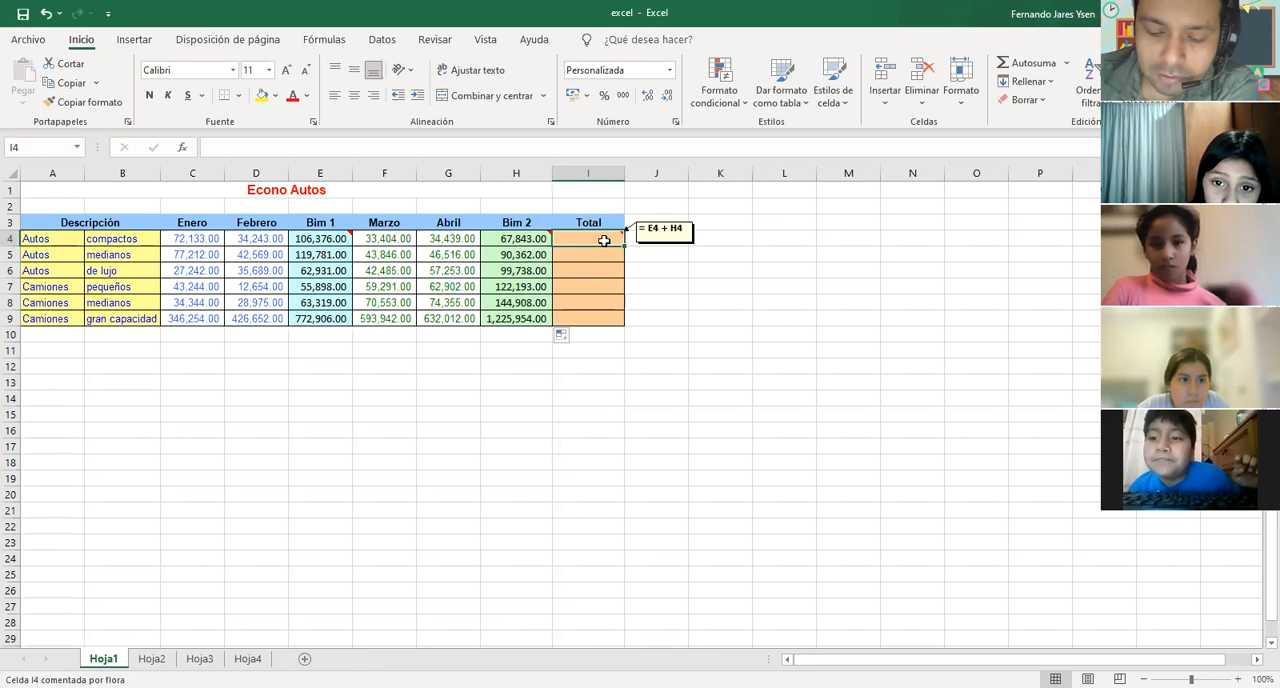 excel - Excel
Fernando Jares Ysen
Archivo Inicio Insertar Disposición de página Fórmulas Datos Revisar Vista Ayuda ¿Qué desea hacer?
Pegar
Cortar
Copiar
Copiar formato
Portapapeles
Calibri 11
N K S
Fuente
Ajustar texto
Combinar y centrar
Alineación
Personalizada
% 000
Número
Formato condicional
Dar formato como tabla
Estilos de celda
Estilos
Insertar Eliminar Formato
Celdas
Autosuma
Rellenar
Borrar
Orden
filtra
Edición
I4 fx
A B C D E F G H I J K L M N O P
1 Econo Autos
2
3 Descripción Enero Febrero Bim 1 Marzo Abril Bim 2 Total
= E4 + H4
4 Autos compactos 72,133.00 34,243.00 106,376.00 33,404.00 34,439.00 67,843.00
5 Autos medianos 77,212.00 42,569.00 119,781.00 43,846.00 46,516.00 90,362.00
6 Autos de lujo 27,242.00 35,689.00 62,931.00 42,485.00 57,253.00 99,738.00
7 Camiones pequeños 43,244.00 12,654.00 55,898.00 59,291.00 62,902.00 122,193.00
8 Camiones medianos 34,344.00 28,975.00 63,319.00 70,553.00 74,355.00 144,908.00
9 Camiones gran capacidad 346,254.00 426,652.00 772,906.00 593,942.00 632,012.00 1,225,954.00
10
11
12
13
14
15
16
17
18
19
20
21
22
23
24
25
26
27
28
29
Hoja1 Hoja2 Hoja3 Hoja4
Celda I4 comentada por flora
100%